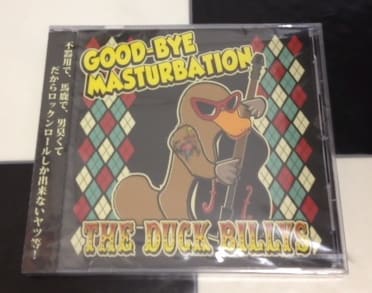 GOOD-BYE
MASTURBATION
不器用で、馬鹿で、男臭くて
だからロックンロールしか出来ないヤツ等！
THE DUCK BILLYS